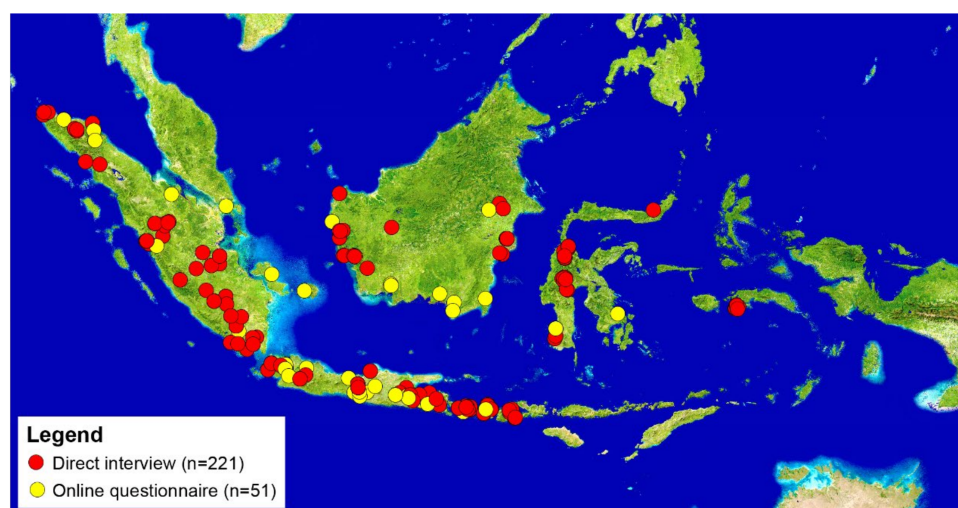 Legend
Direct interview (n=221)
Online questionnaire (n=51)